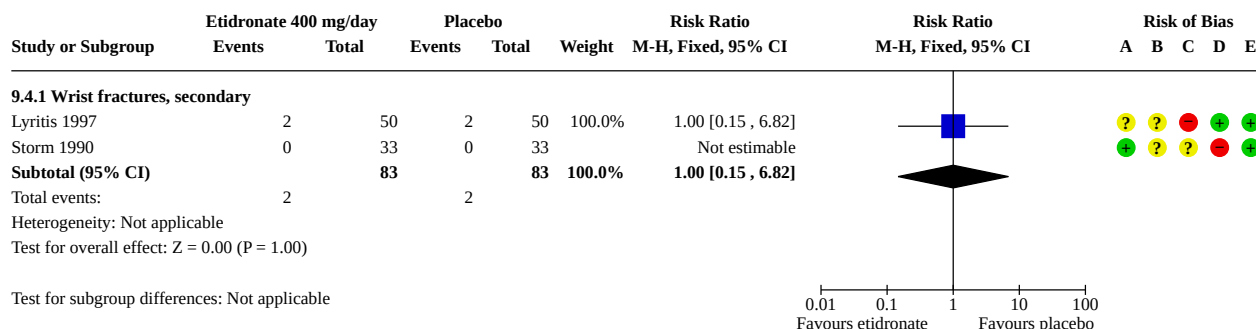 Etidronate 400 mg/day Placebo Risk Ratio Risk Ratio Risk of Bias
Study or Subgroup Events Total Events Total Weight M-H, Fixed, 95% CI M-H, Fixed, 95% CI A B C D E
9.4.1 Wrist fractures, secondary
Lyritis 1997 2 50 2 50 100.0% 1.00 [0.15 , 6.82] ? ? − + +
Storm 1990 0 33 0 33 Not estimable + ? ? − +
Subtotal (95% CI) 83 83 100.0% 1.00 [0.15 , 6.82]
Total events: 2 2
Heterogeneity: Not applicable
Test for overall effect: Z = 0.00 (P = 1.00)
Test for subgroup differences: Not applicable
0.01 0.1 1 10 100
Favours etidronate Favours placebo